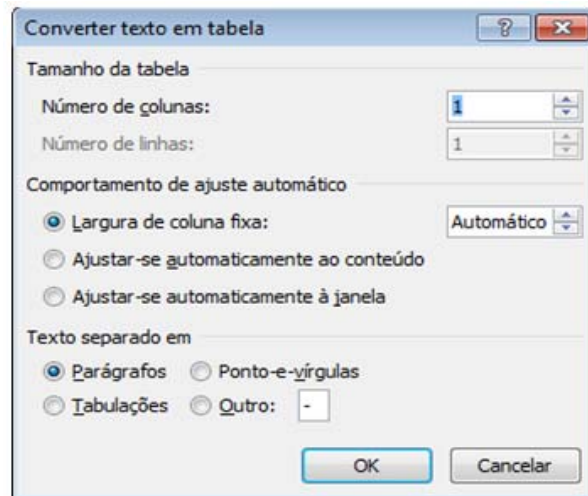 Converter texto em tabela
Tamanho da tabela
Número de colunas: 1
Número de linhas: 1
Comportamento de ajuste automático
Largura de coluna fixa: Automático
Ajustar-se automaticamente ao conteúdo
Ajustar-se automaticamente à janela
Texto separado em
Parágrafos Ponto-e-vírgulas
Tabulações Outro: -
OK Cancelar